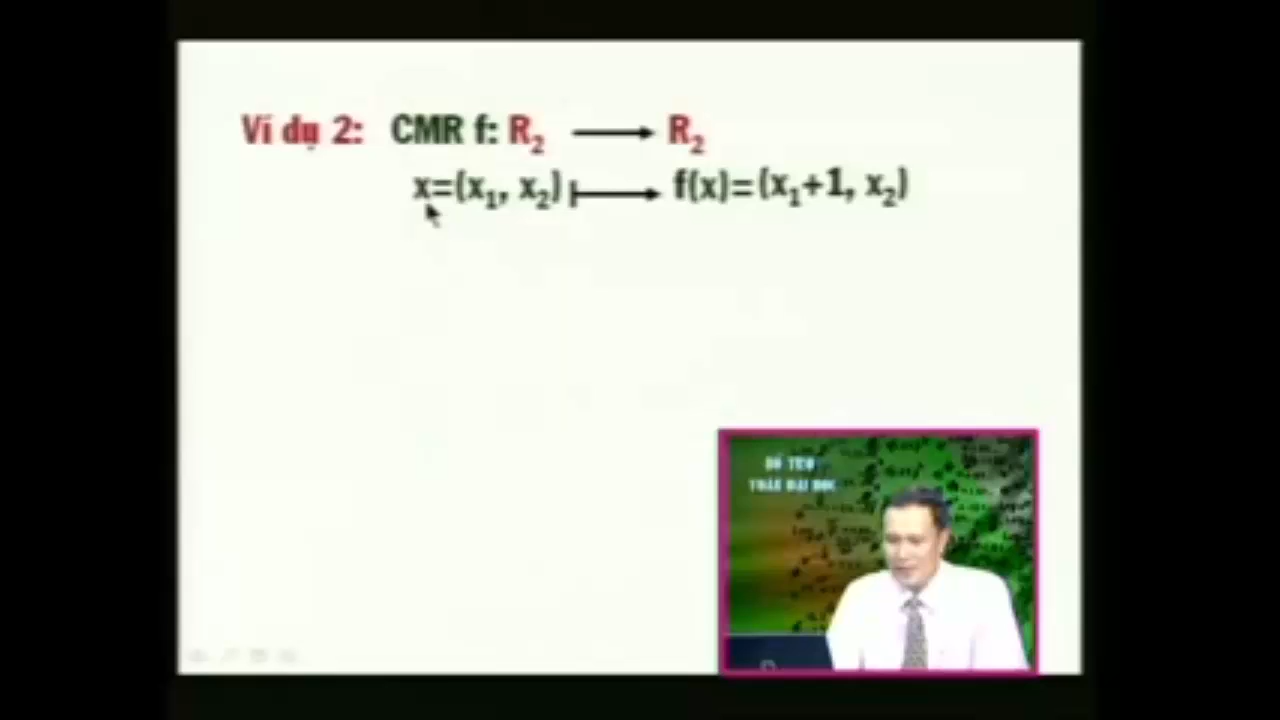 Ví dụ 2: CMR f: R₂ ⟶ R₂
x=(x₁, x₂) ⟼ f(x)=(x₁+1, x₂)